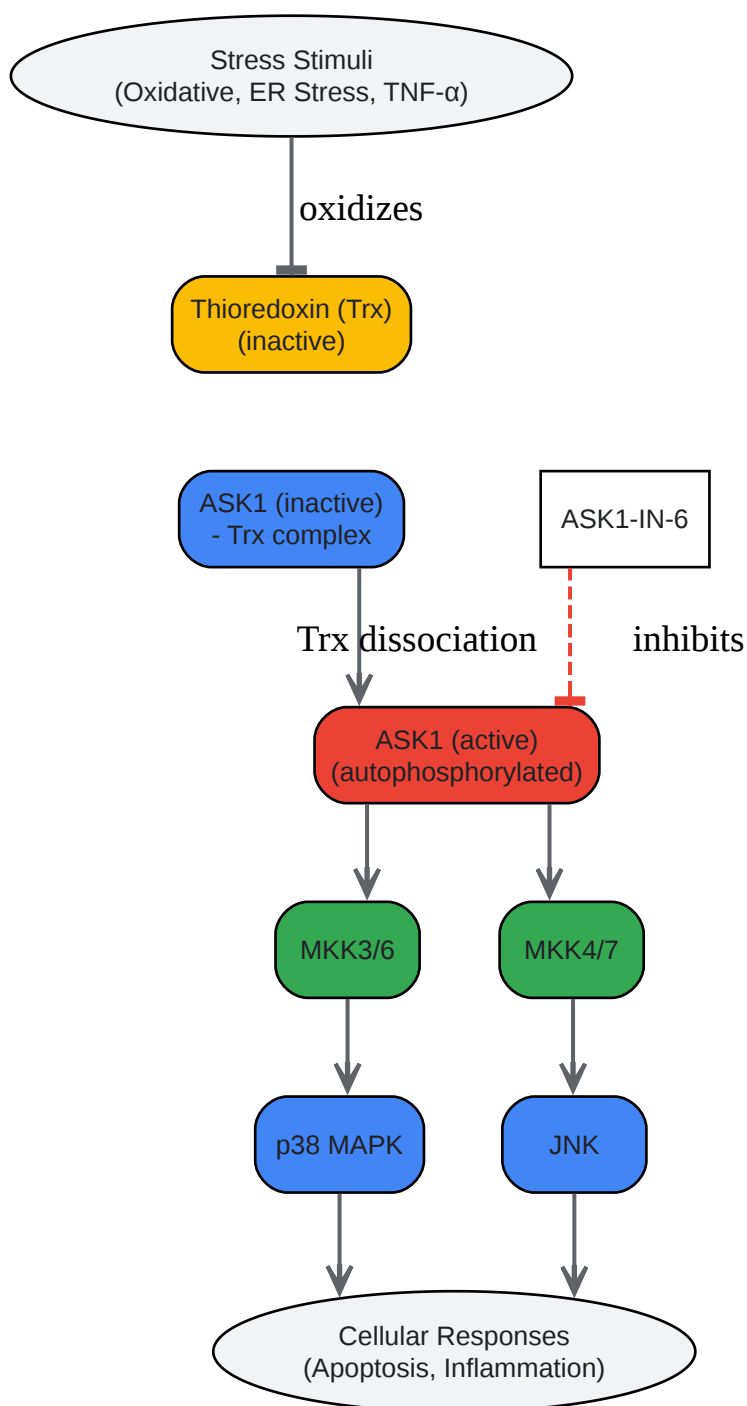 Stress Stimuli
(Oxidative, ER Stress, TNF-α)
oxidizes
Thioredoxin (Trx)
(inactive)
ASK1 (inactive)
- Trx complex
ASK1-IN-6
Trx dissociation
inhibits
ASK1 (active)
(autophosphorylated)
MKK3/6
MKK4/7
p38 MAPK
JNK
Cellular Responses
(Apoptosis, Inflammation)